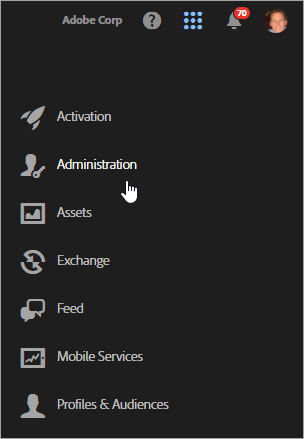 Adobe Corp
70
Activation
Administration
Assets
Exchange
Feed
Mobile Services
Profiles & Audiences